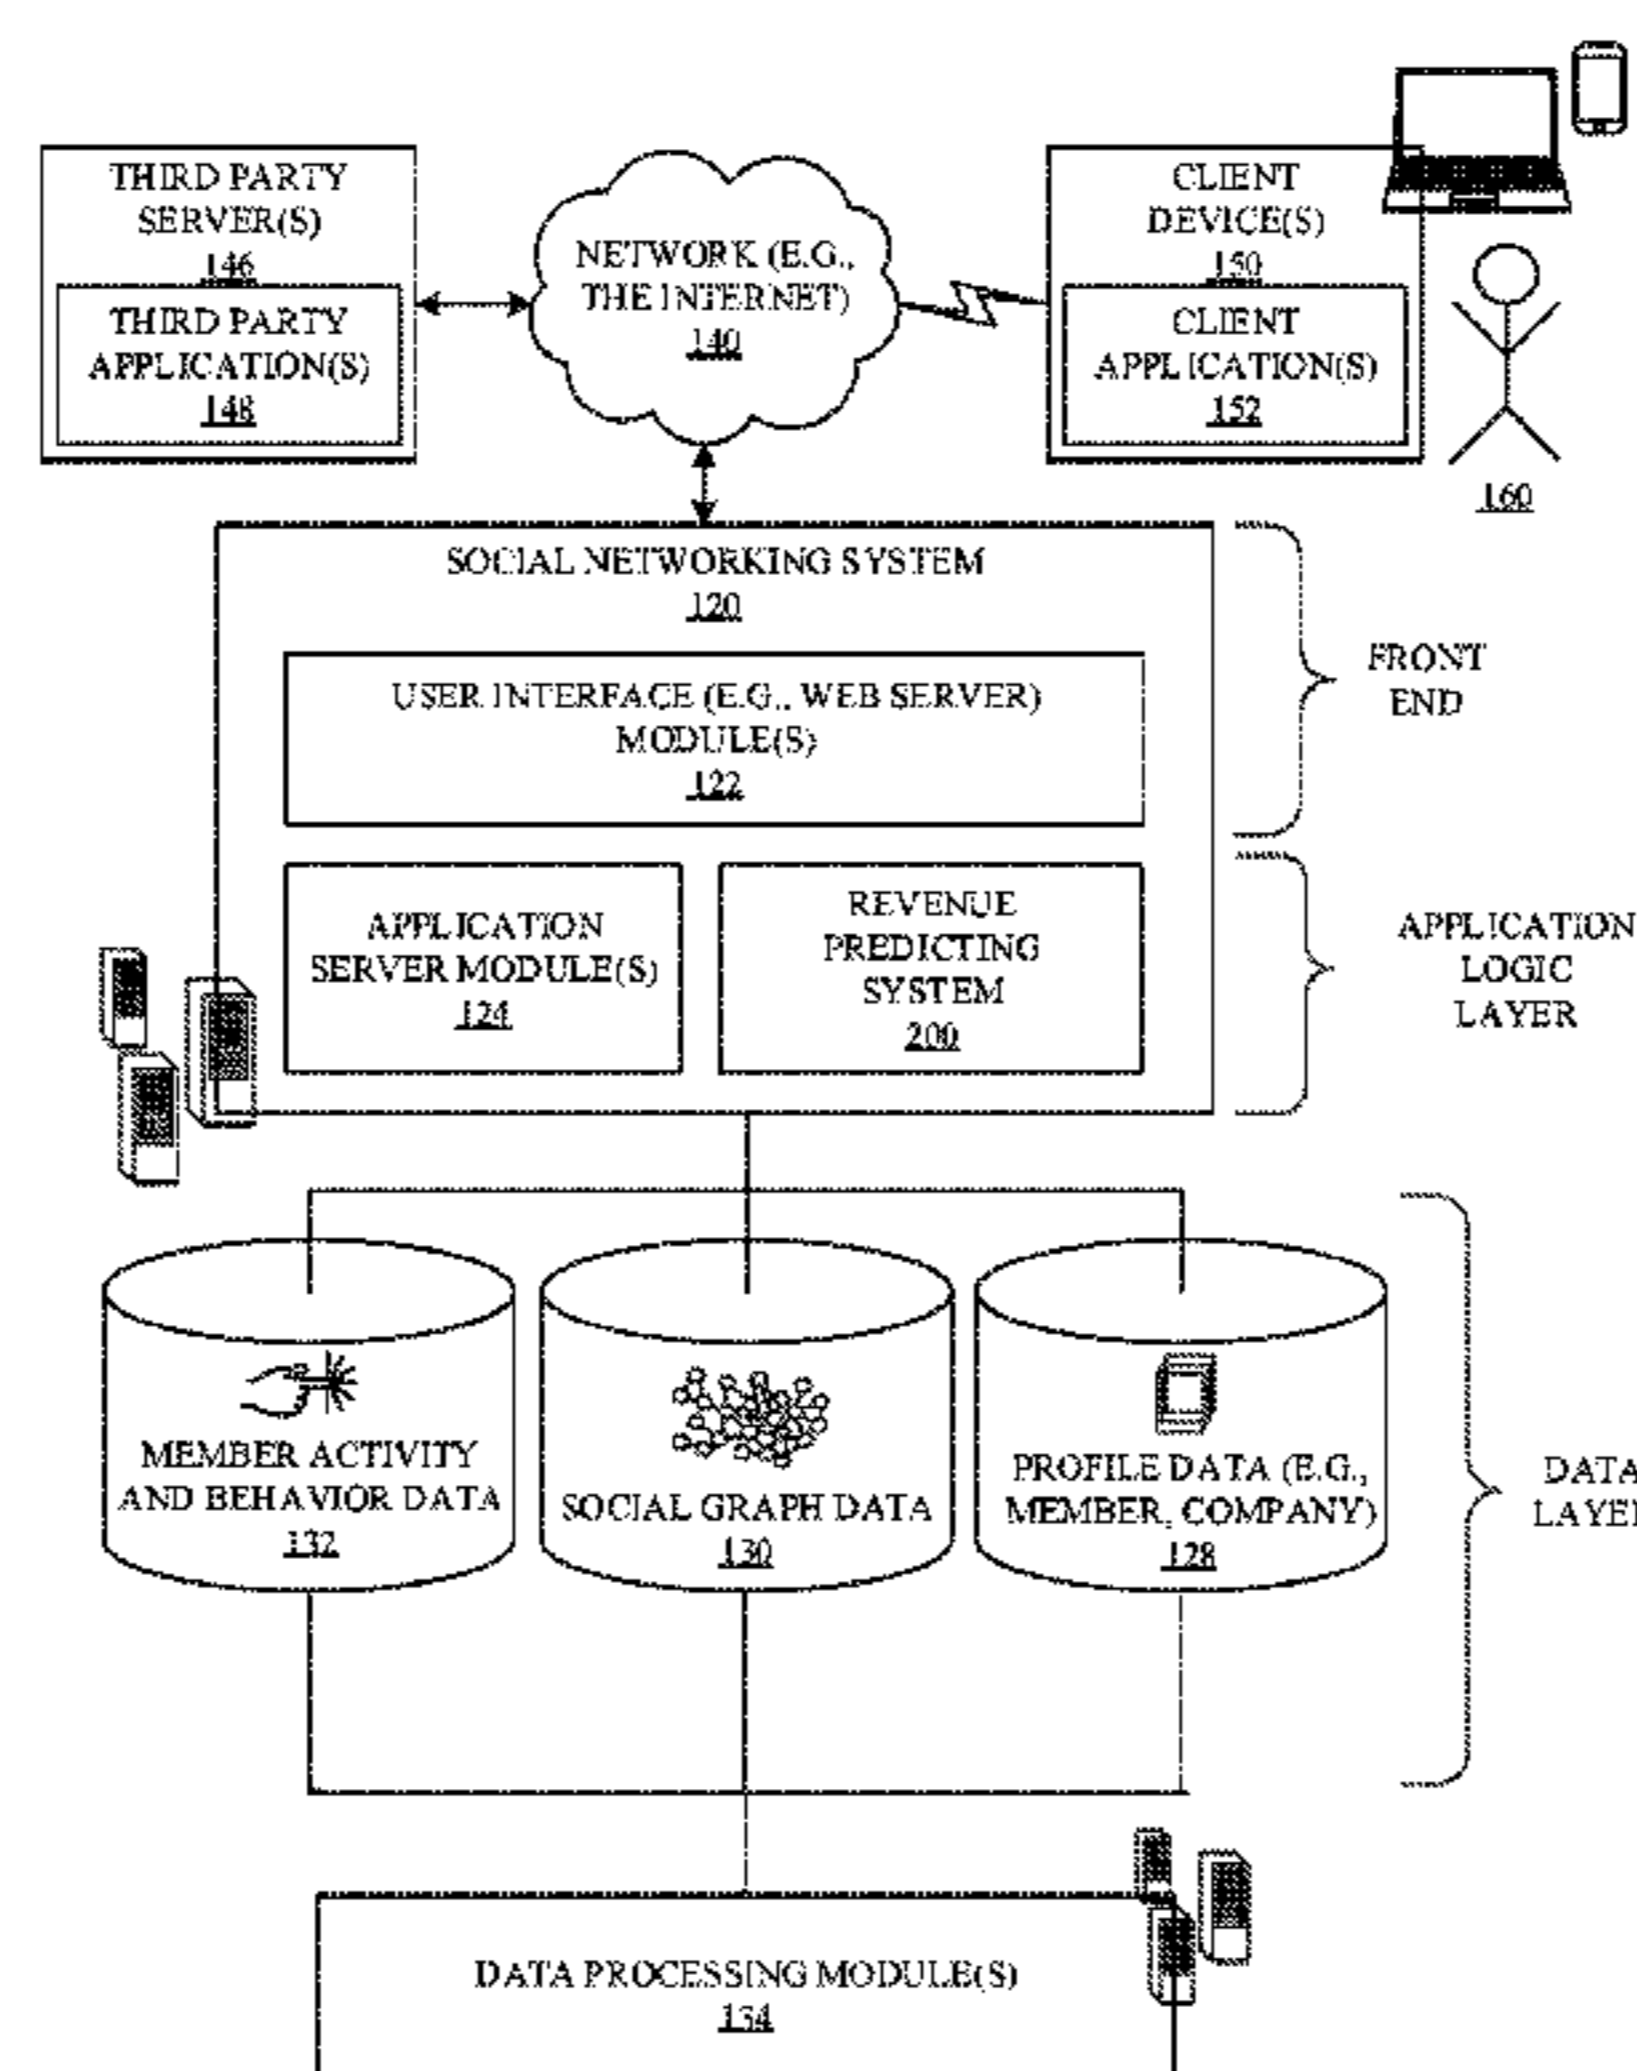 THIRD PARTY
SERVER(S)
146
THIRD PARTY
APPLICATION(S)
148
NETWORK (E.G.,
THE INTERNET)
140
CLIENT
DEVICE(S)
150
CLIENT
APPLICATION(S)
152
160
SOCIAL NETWORKING SYSTEM
120
USER INTERFACE (E.G., WEB SERVER)
MODULE(S)
122
FRONT
END
APPLICATION
SERVER MODULE(S)
124
REVENUE
PREDICTING
SYSTEM
200
APPLICATION
LOGIC
LAYER
MEMBER ACTIVITY
AND BEHAVIOR DATA
132
SOCIAL GRAPH DATA
130
PROFILE DATA (E.G.,
MEMBER, COMPANY)
128
DATA
LAYER
DATA PROCESSING MODULE(S)
134